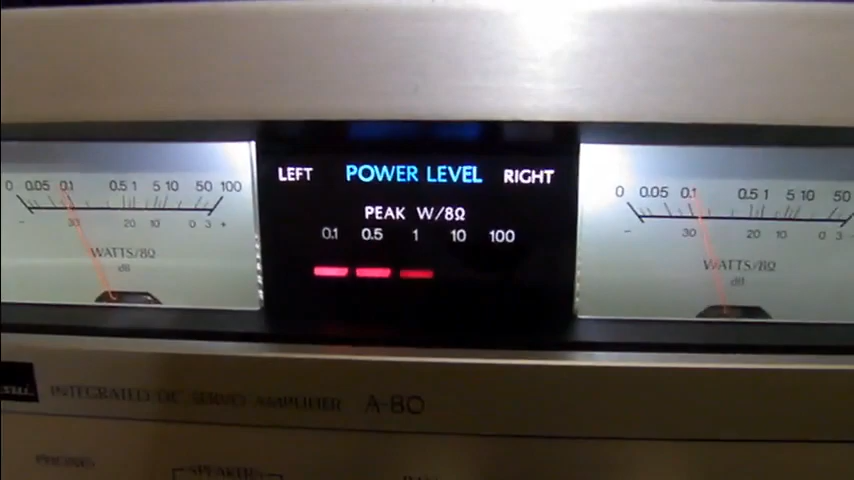 LEFT POWER LEVEL RIGHT
PEAK W/8Ω
0.1 0.5 1 10 100
0 0.05 0.1 0.5 1 5 10 50 100
- 30 20 10 0 3 +
WATTS/8Ω
dB
0 0.05 0.1 0.5 1 5 10 50
- 30 20 10 0 3
WATTS/8Ω
dB
INTEGRATED DC SERVO AMPLIFIER A-80
PHONES
SPEAKERS